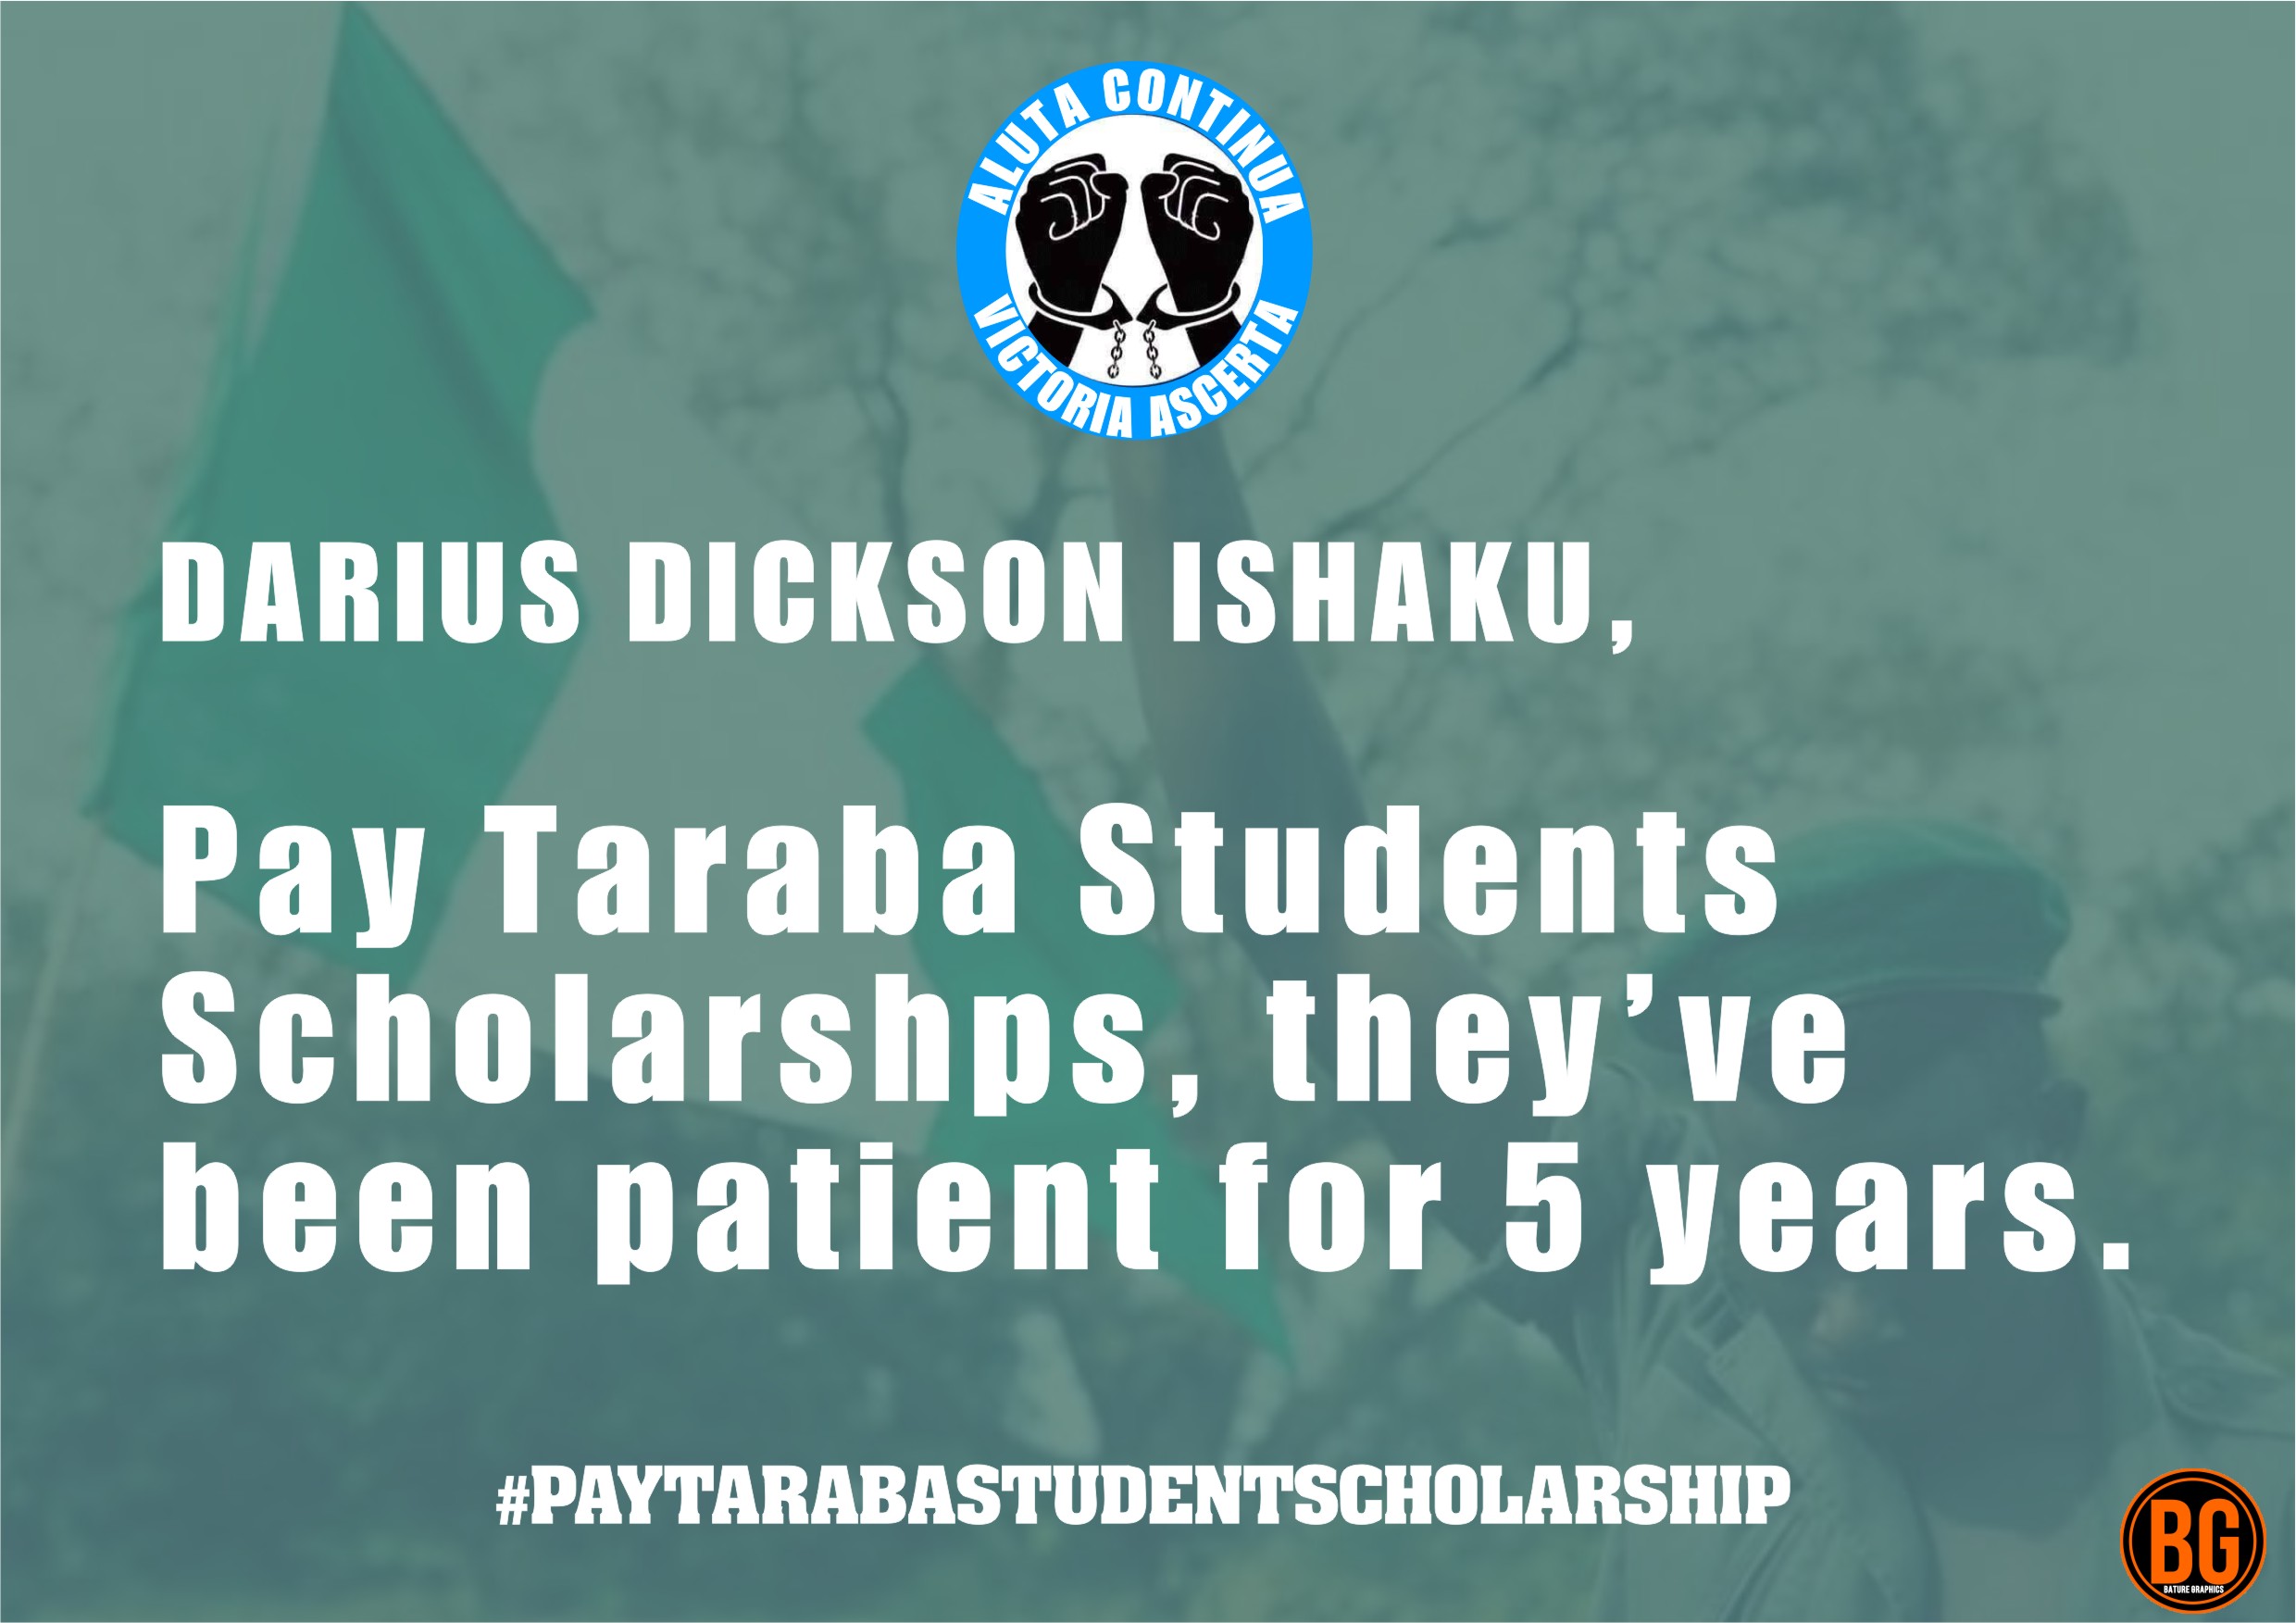 ALUTA CONTINUA
VICTORIA ASCERTA
DARIUS DICKSON ISHAKU,
Pay Taraba Students
Scholarshps, they’ve
been patient for 5 years.
#PAYTARABASTUDENTSCHOLARSHIP
BG
BATURE GRAPHICS